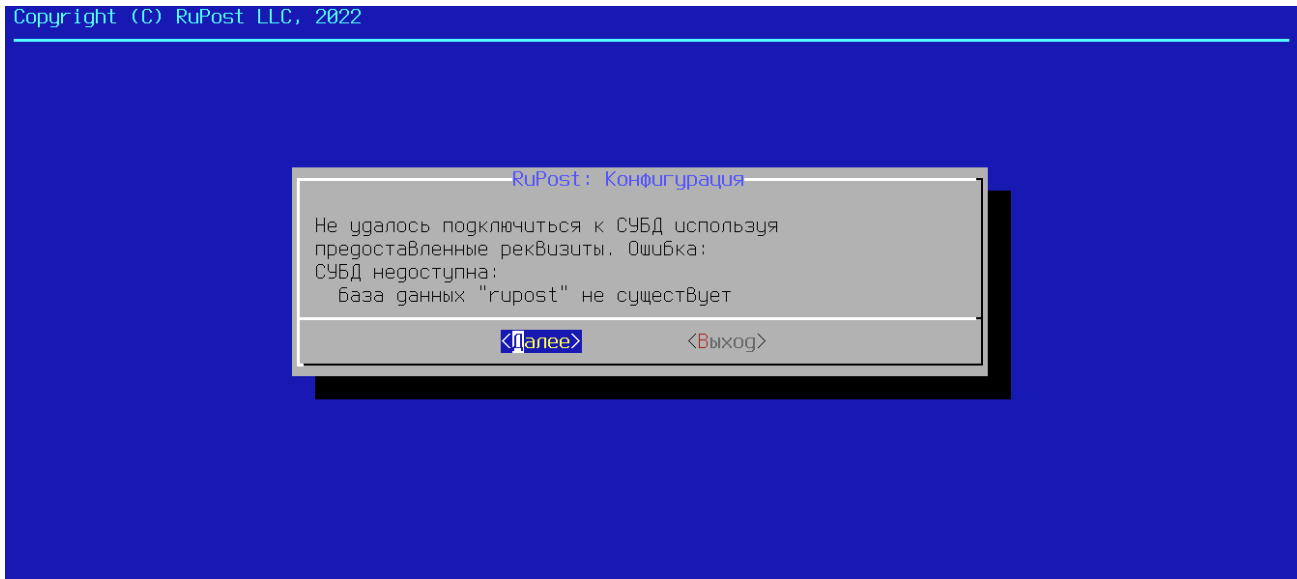 Copyright (C) RuPost LLC, 2022
RuPost: Конфигурация
Не удалось подключиться к СУБД используя
предоставленные реквизиты. Ошибка:
СУБД недоступна:
база данных "rupost" не существует
<Далее> <Выход>